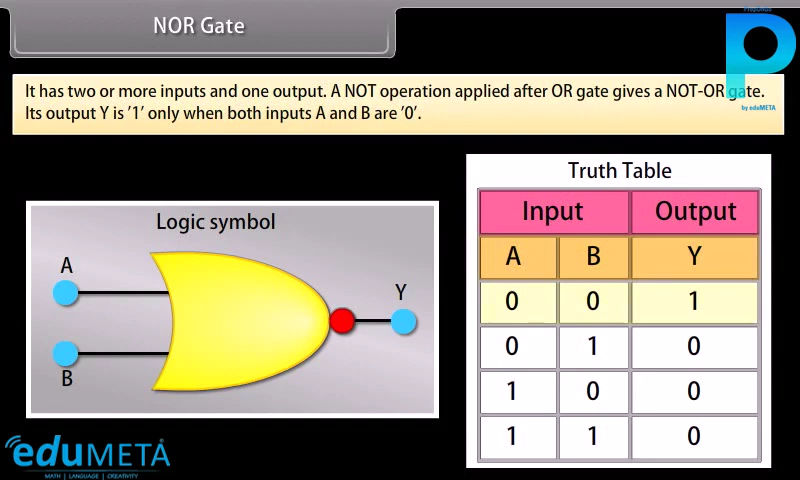 NOR Gate
PraDigi
It has two or more inputs and one output. A NOT operation applied after OR gate gives a NOT-OR gate.
Its output Y is '1' only when both inputs A and B are '0'.
by eduMETA
Truth Table
Input Output
A B Y
0 0 1
0 1 0
1 0 0
1 1 0
Logic symbol
A
Y
B
eduMETA
MATH | LANGUAGE | CREATIVITY